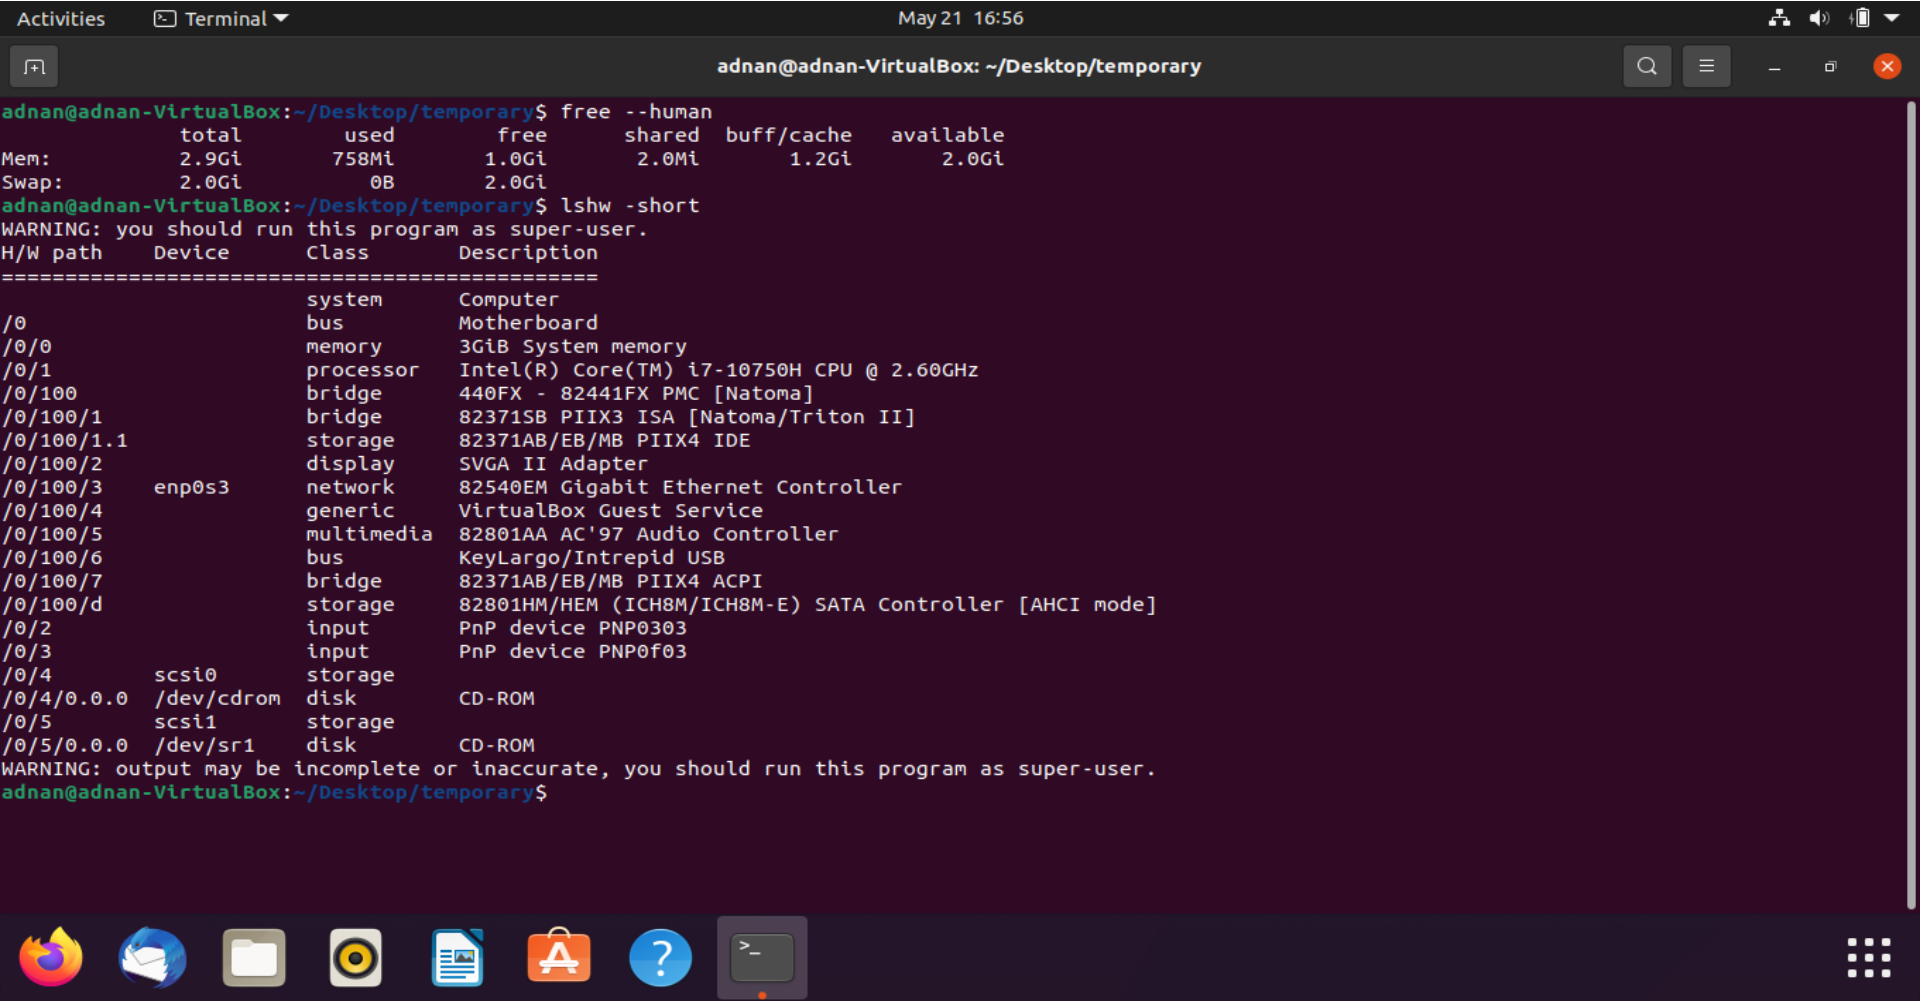 Activities Terminal May 21 16:56
adnan@adnan-VirtualBox: ~/Desktop/temporary
adnan@adnan-VirtualBox:~/Desktop/temporary$ free --human
total used free shared buff/cache available
Mem: 2.9Gi 758Mi 1.0Gi 2.0Mi 1.2Gi 2.0Gi
Swap: 2.0Gi 0B 2.0Gi
adnan@adnan-VirtualBox:~/Desktop/temporary$ lshw -short
WARNING: you should run this program as super-user.
H/W path Device Class Description
===============================================
system Computer
/0 bus Motherboard
/0/0 memory 3GiB System memory
/0/1 processor Intel(R) Core(TM) i7-10750H CPU @ 2.60GHz
/0/100 bridge 440FX - 82441FX PMC [Natoma]
/0/100/1 bridge 82371SB PIIX3 ISA [Natoma/Triton II]
/0/100/1.1 storage 82371AB/EB/MB PIIX4 IDE
/0/100/2 display SVGA II Adapter
/0/100/3 enp0s3 network 82540EM Gigabit Ethernet Controller
/0/100/4 generic VirtualBox Guest Service
/0/100/5 multimedia 82801AA AC'97 Audio Controller
/0/100/6 bus KeyLargo/Intrepid USB
/0/100/7 bridge 82371AB/EB/MB PIIX4 ACPI
/0/100/d storage 82801HM/HEM (ICH8M/ICH8M-E) SATA Controller [AHCI mode]
/0/2 input PnP device PNP0303
/0/3 input PnP device PNP0f03
/0/4 scsi0 storage
/0/4/0.0.0 /dev/cdrom disk CD-ROM
/0/5 scsi1 storage
/0/5/0.0.0 /dev/sr1 disk CD-ROM
WARNING: output may be incomplete or inaccurate, you should run this program as super-user.
adnan@adnan-VirtualBox:~/Desktop/temporary$